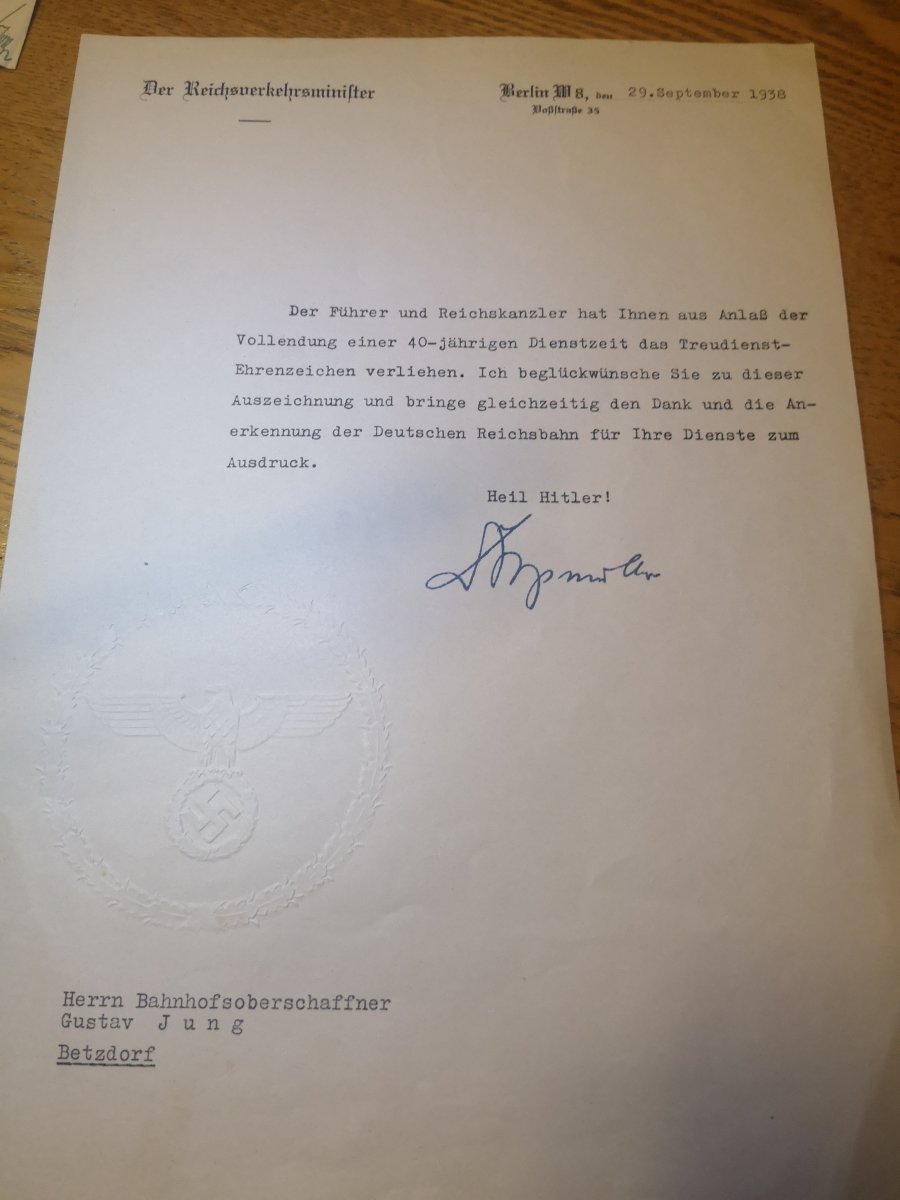 Der Reichsverkehrsminister
Berlin W 8, den 29.September 1938
Voßstraße 35
Der Führer und Reichskanzler hat Ihnen aus Anlaß der
Vollendung einer 40-jährigen Dienstzeit das Treudienst-
Ehrenzeichen verliehen. Ich beglückwünsche Sie zu dieser
Auszeichnung und bringe gleichzeitig den Dank und die An-
erkennung der Deutschen Reichsbahn für Ihre Dienste zum
Ausdruck.
Heil Hitler!
Dorpmüller
Herrn Bahnhofsoberschaffner
Gustav J u n g
Betzdorf